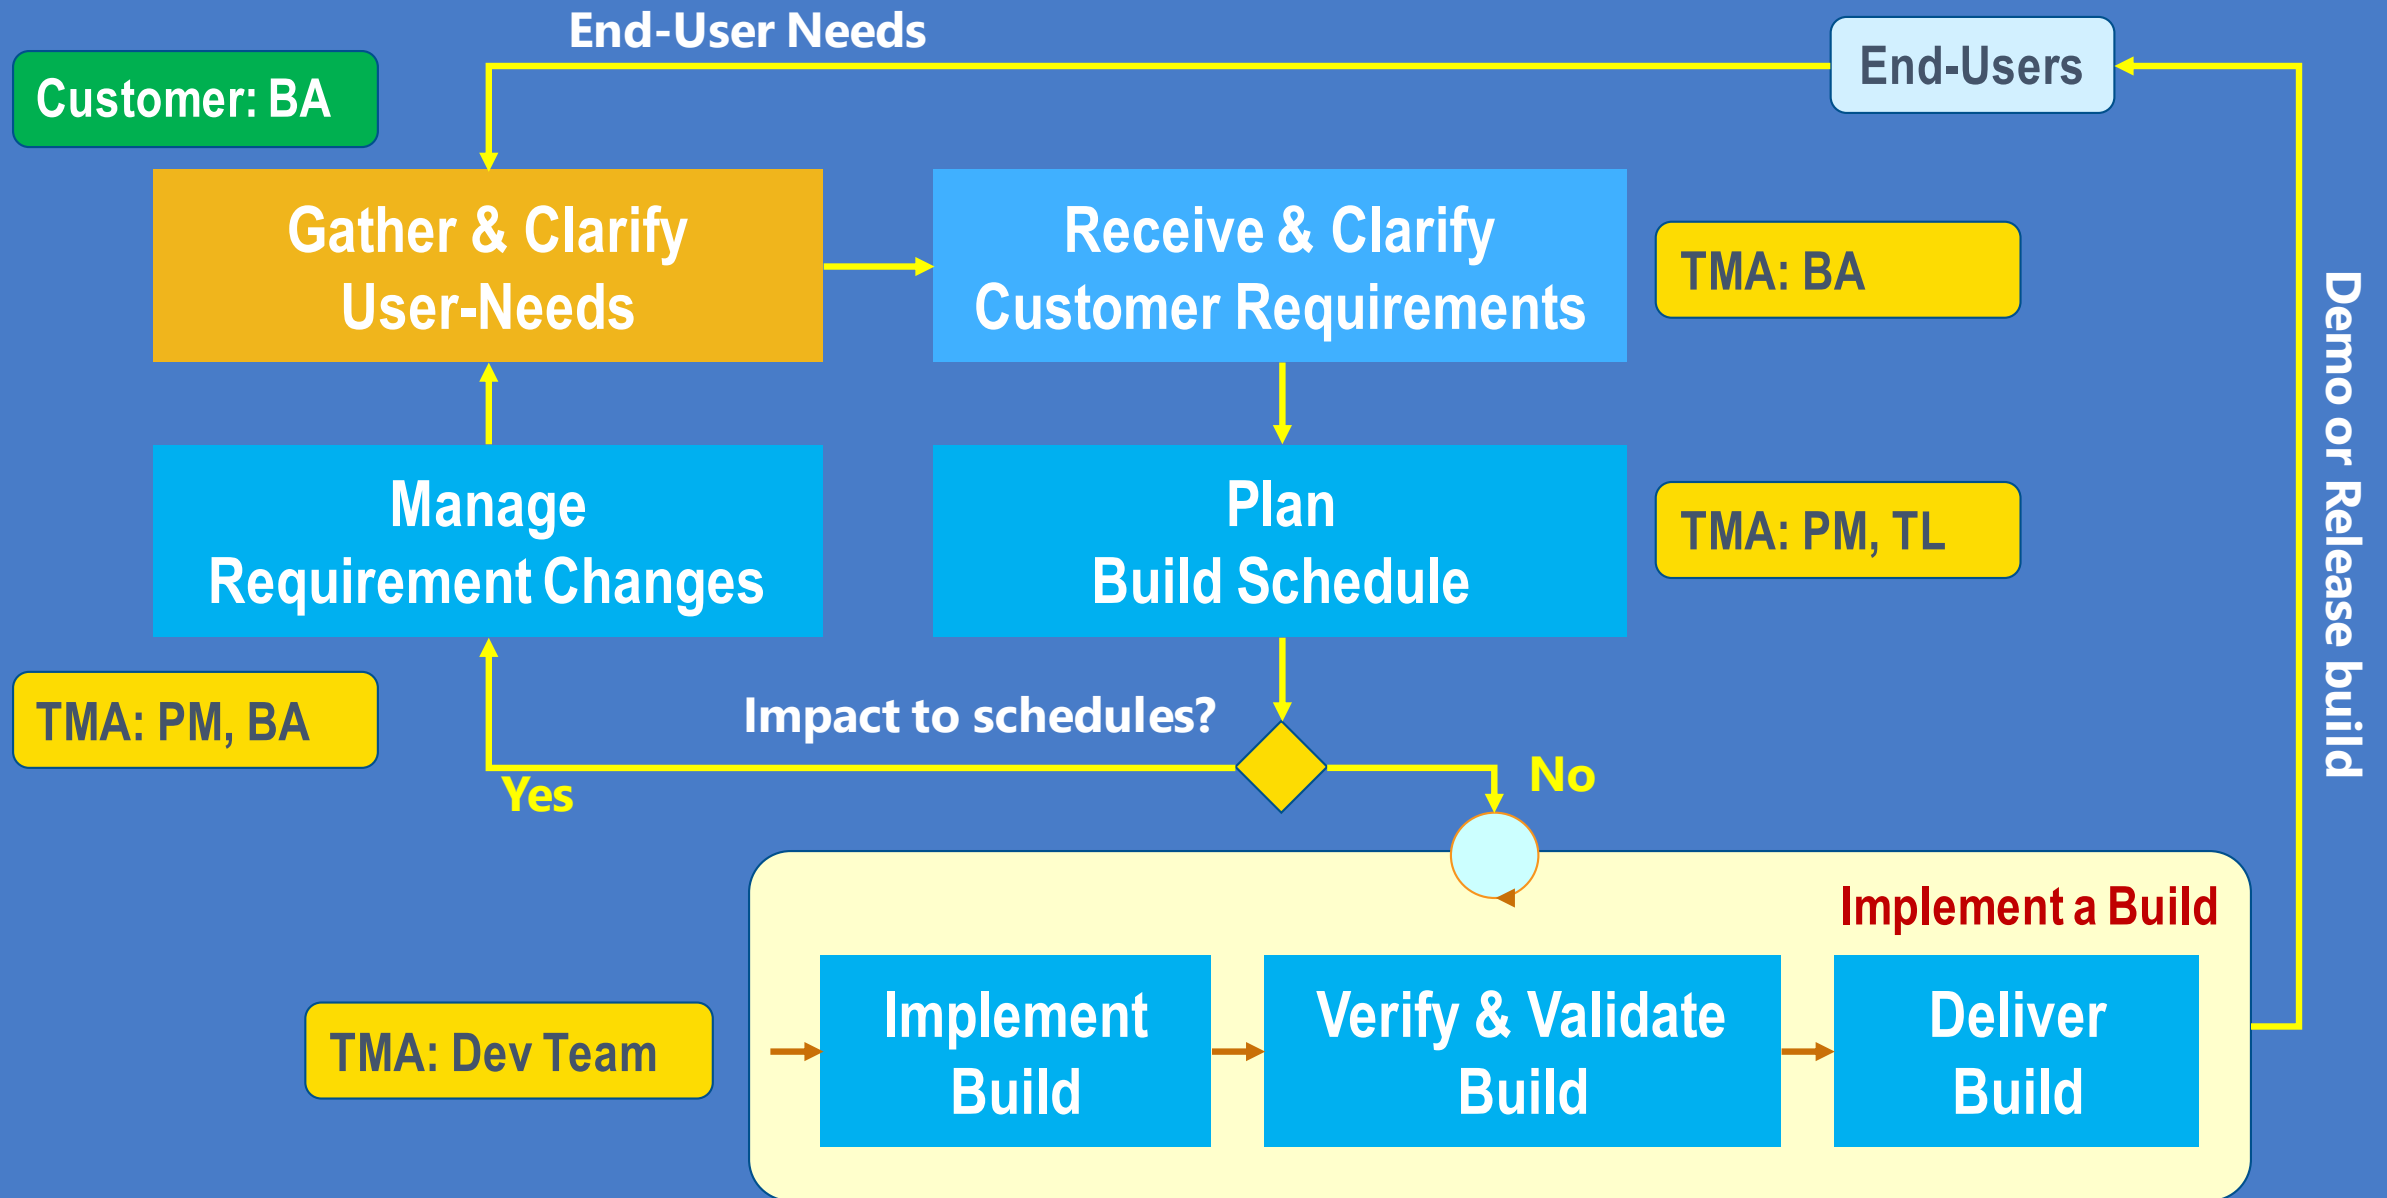 End-User Needs
End-Users
Customer: BA
Gather & Clarify
User-Needs
Receive & Clarify
Customer Requirements
TMA: BA
Demo or Release build
Manage
Requirement Changes
Plan
Build Schedule
TMA: PM, TL
TMA: PM, BA
Impact to schedules?
Yes
No
Implement a Build
TMA: Dev Team
Implement
Build
Verify & Validate
Build
Deliver
Build